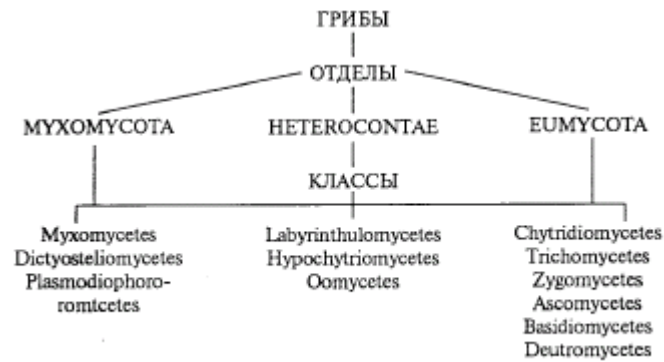 ГРИБЫ
ОТДЕЛЫ
MYXOMYCOTA HETEROCONTAE EUMYCOTA
КЛАССЫ
Myxomycetes
Dictyosteliomycetes
Plasmodiophoro-
romtcetes
Labyrinthulomycetes
Hypochytriomycetes
Oomycetes
Chytridiomycetes
Trichomycetes
Zygomycetes
Ascomycetes
Basidiomycetes
Deutromycetes